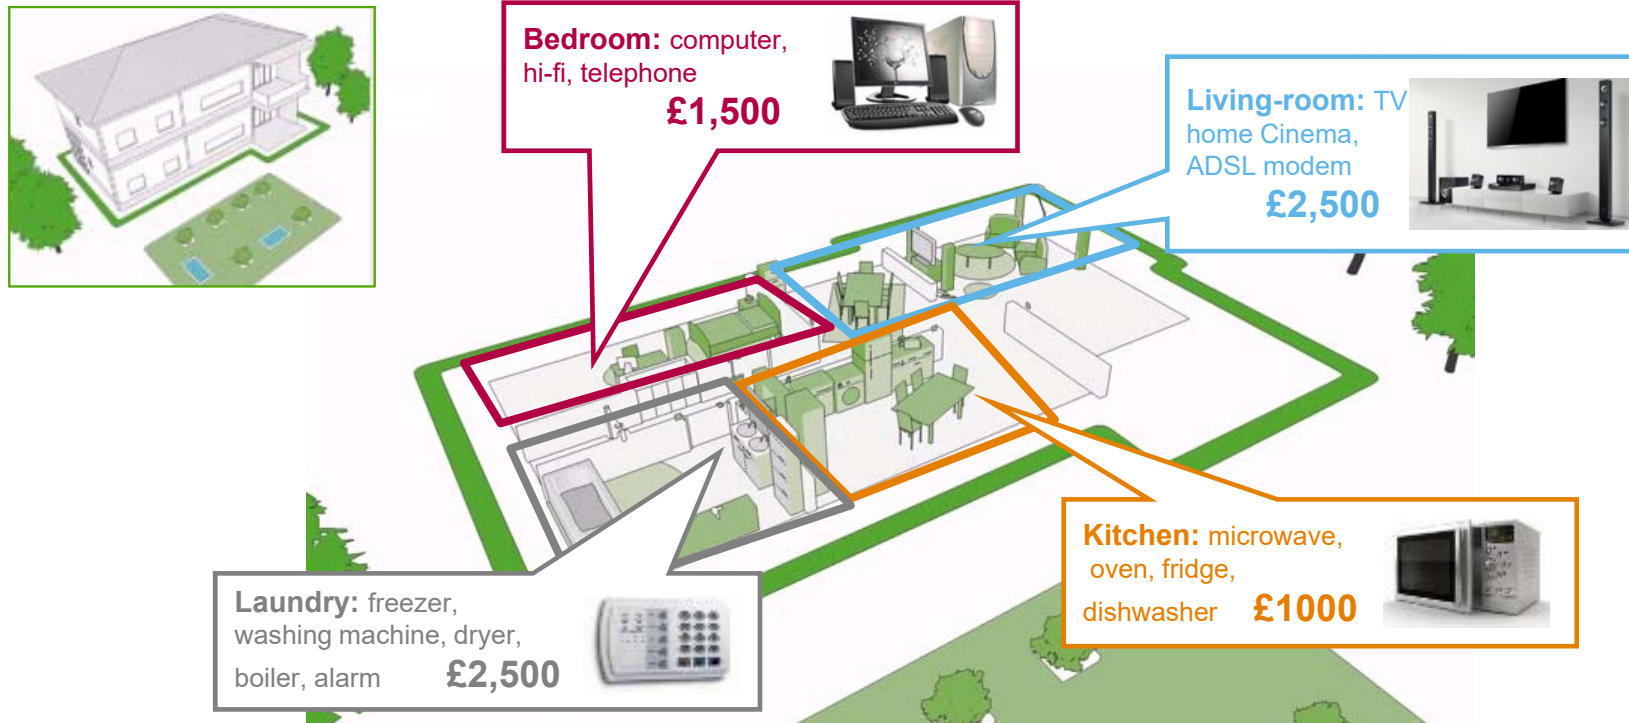 Bedroom: computer,
hi-fi, telephone
£1,500
Living-room: TV
home Cinema,
ADSL modem
£2,500
Kitchen: microwave,
oven, fridge,
dishwasher £1000
Laundry: freezer,
washing machine, dryer,
boiler, alarm £2,500